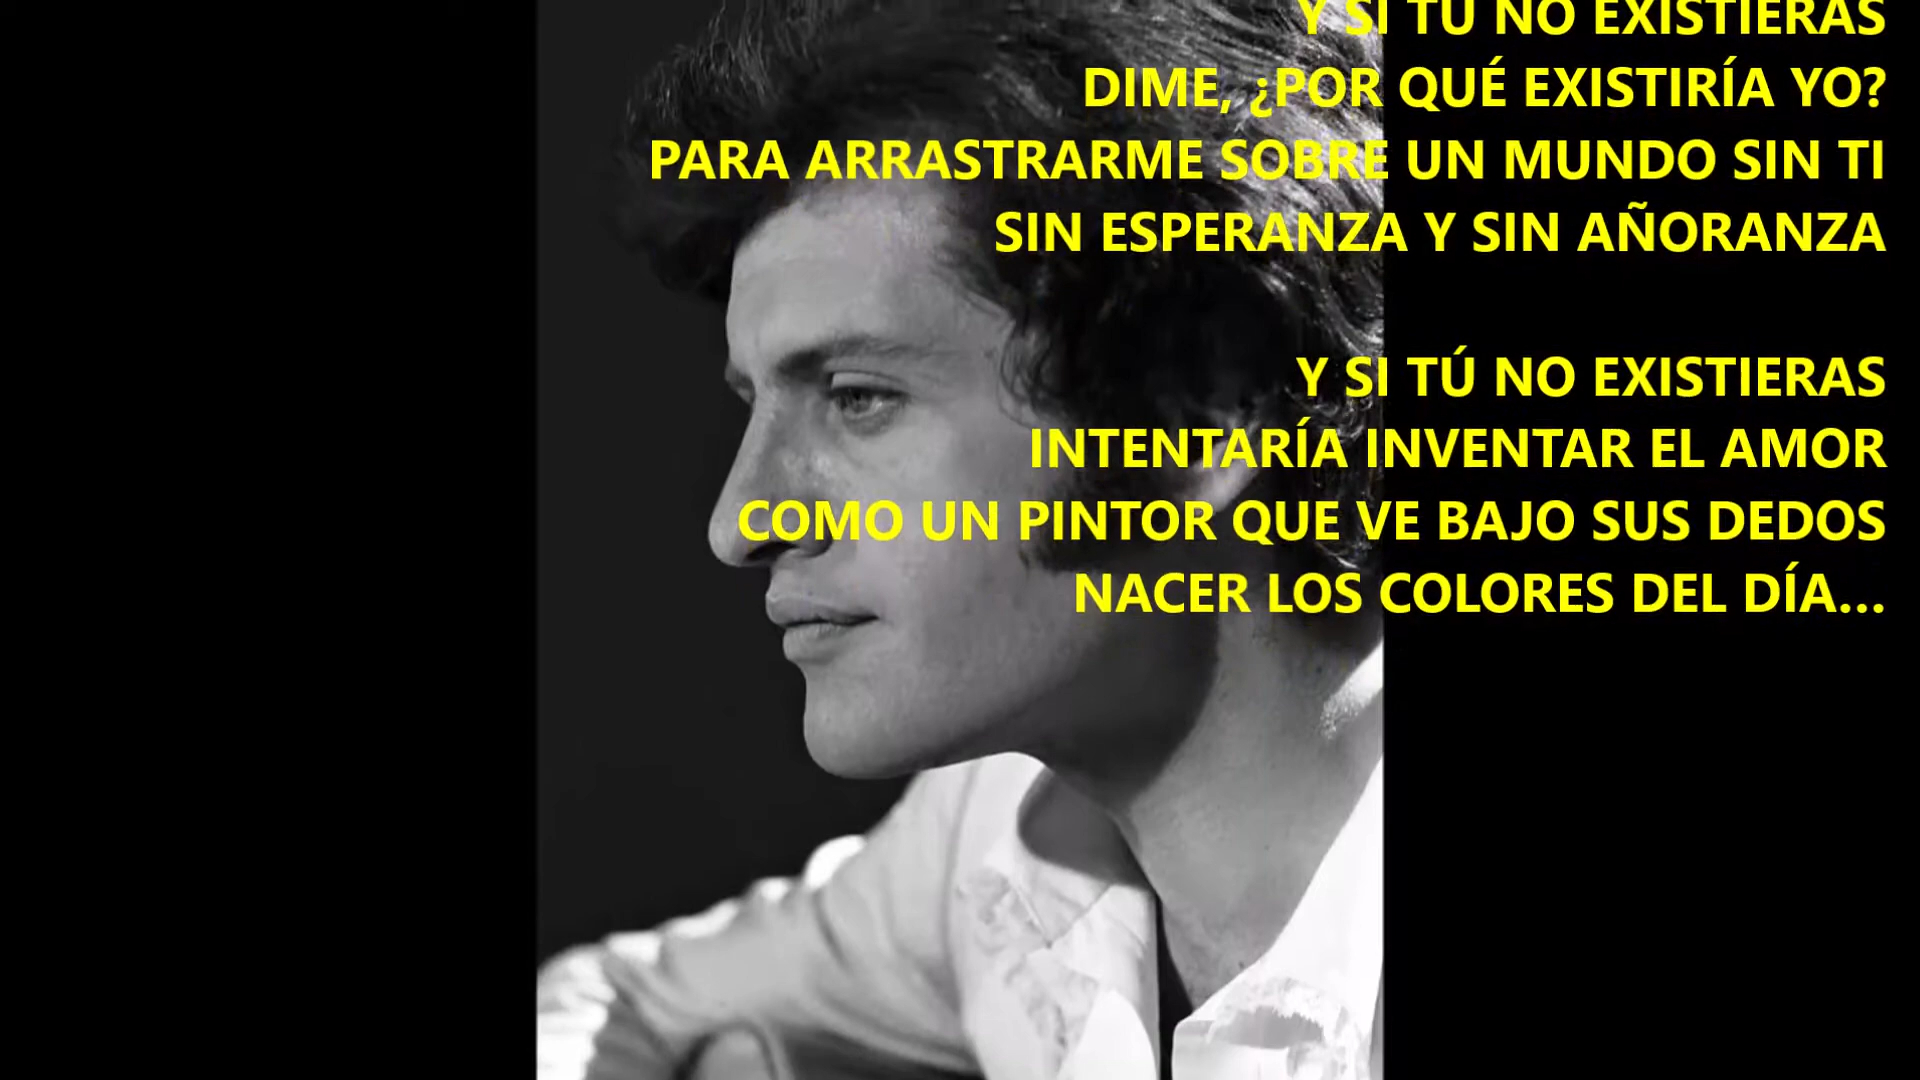 Y SI TÚ NO EXISTIERAS
DIME, ¿POR QUÉ EXISTIRÍA YO?
PARA ARRASTRARME SOBRE UN MUNDO SIN TI
SIN ESPERANZA Y SIN AÑORANZA
Y SI TÚ NO EXISTIERAS
INTENTARÍA INVENTAR EL AMOR
COMO UN PINTOR QUE VE BAJO SUS DEDOS
NACER LOS COLORES DEL DÍA...